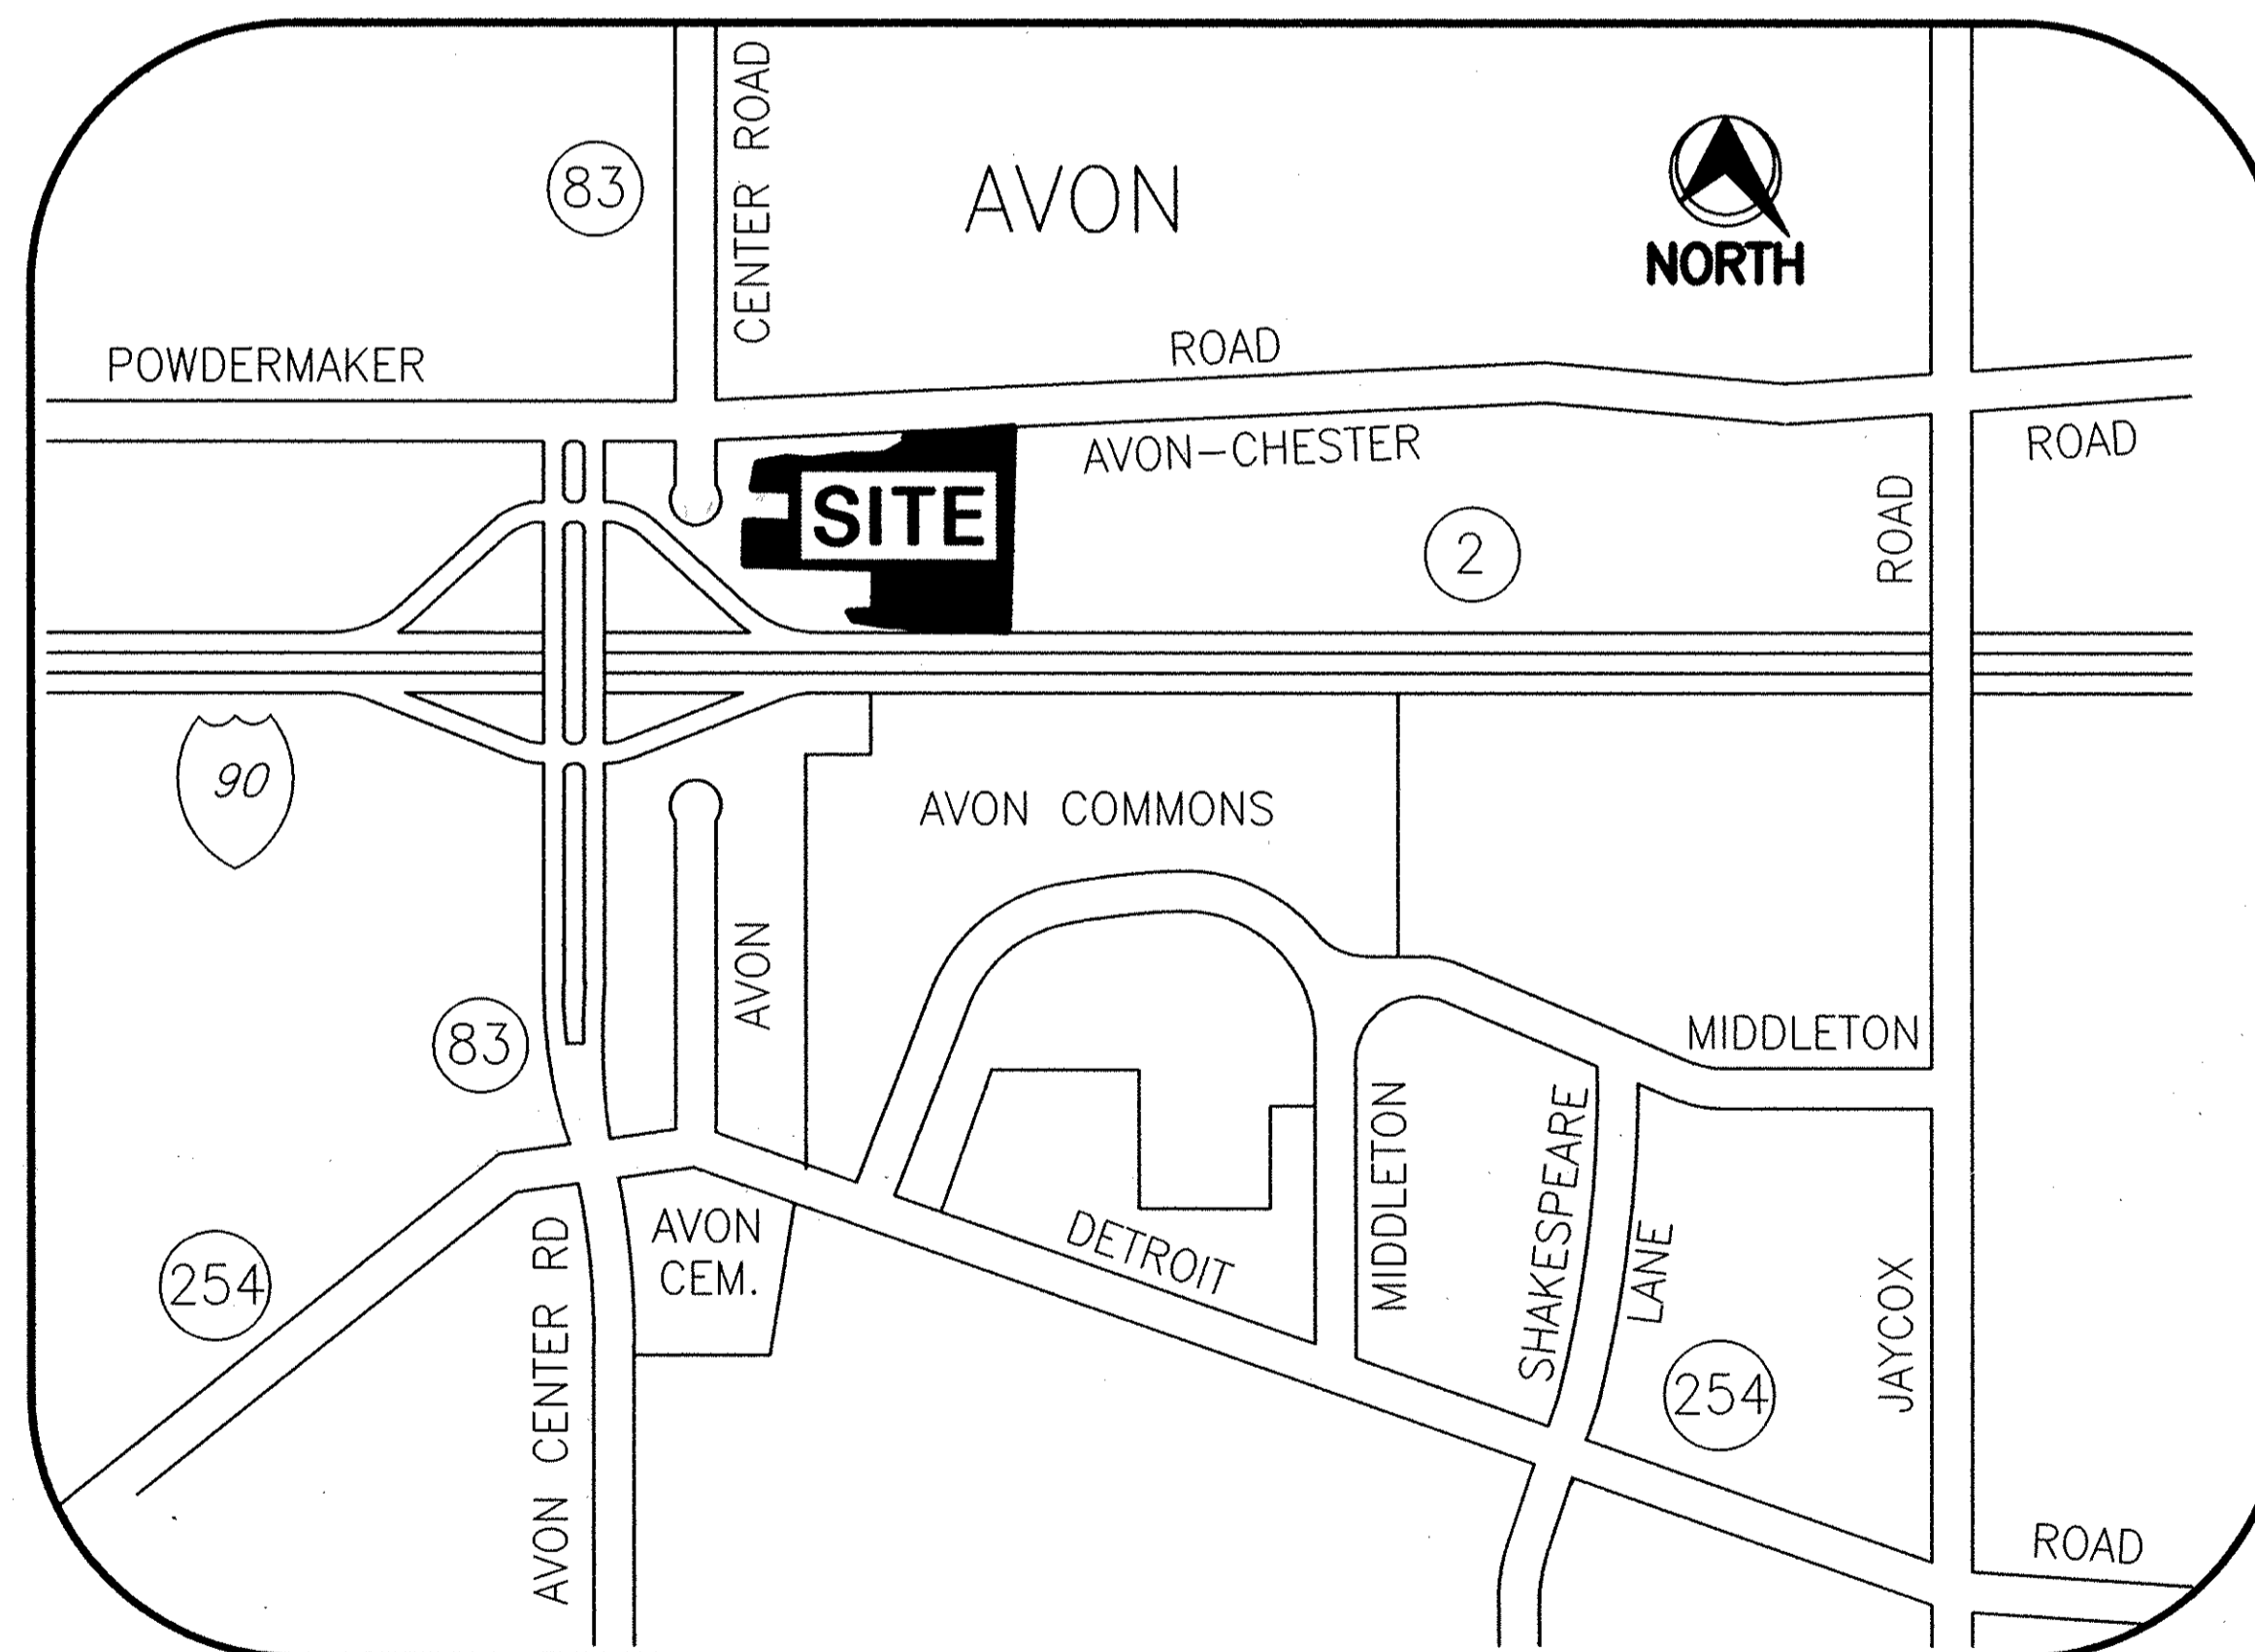 CENTER ROAD
83
AVON
NORTH
ROAD
POWDERMAKER
AVON-CHESTER
ROAD
SITE
2
ROAD
90
AVON COMMONS
AVON
83
MIDDLETON
MIDDLETON
SHAKESPEARE
LANE
AVON
CEM.
DETROIT
254
AVON CENTER RD
JAYCOX
254
ROAD